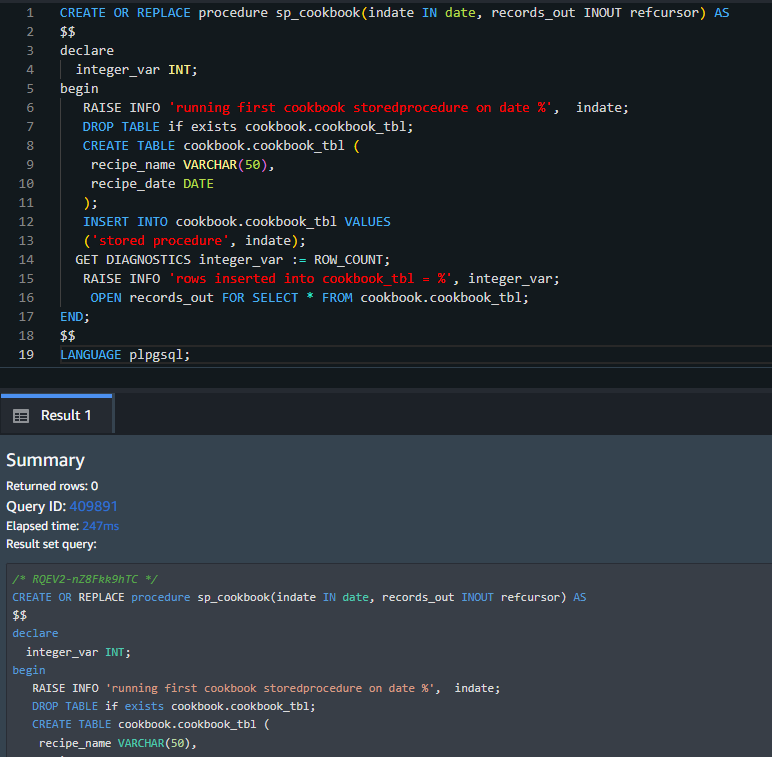 1 CREATE OR REPLACE procedure sp_cookbook(indate IN date, records_out INOUT refcursor) AS
2 $$
3 declare
4 integer_var INT;
5 begin
6 RAISE INFO 'running first cookbook storedprocedure on date %', indate;
7 DROP TABLE if exists cookbook.cookbook_tbl;
8 CREATE TABLE cookbook.cookbook_tbl (
9 recipe_name VARCHAR(50),
10 recipe_date DATE
11 );
12 INSERT INTO cookbook.cookbook_tbl VALUES
13 ('stored procedure', indate);
14 GET DIAGNOSTICS integer_var := ROW_COUNT;
15 RAISE INFO 'rows inserted into cookbook_tbl = %', integer_var;
16 OPEN records_out FOR SELECT * FROM cookbook.cookbook_tbl;
17 END;
18 $$
19 LANGUAGE plpgsql;
Result 1
Summary
Returned rows: 0
Query ID: 409891
Elapsed time: 247ms
Result set query:
/* RQEV2-nZ8Fkk9hTC */
CREATE OR REPLACE procedure sp_cookbook(indate IN date, records_out INOUT refcursor) AS
$$
declare
integer_var INT;
begin
RAISE INFO 'running first cookbook storedprocedure on date %', indate;
DROP TABLE if exists cookbook.cookbook_tbl;
CREATE TABLE cookbook.cookbook_tbl (
recipe_name VARCHAR(50),